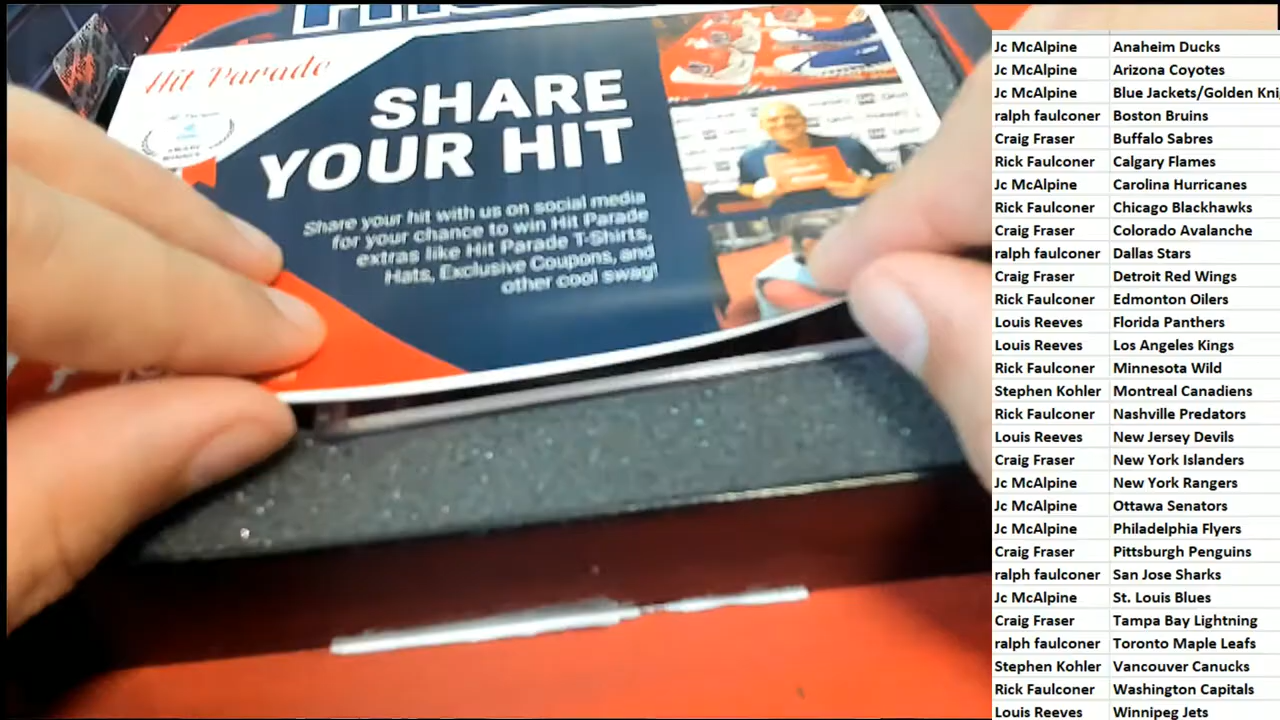 Hit Parade
SHARE
YOUR HIT
Share your hit with us on social media
for your chance to win Hit Parade
extras like Hit Parade T-Shirts,
Hats, Exclusive Coupons, and
other cool swag!
Jc McAlpine Anaheim Ducks
Jc McAlpine Arizona Coyotes
Jc McAlpine Blue Jackets/Golden Kni
ralph faulconer Boston Bruins
Craig Fraser Buffalo Sabres
Rick Faulconer Calgary Flames
Jc McAlpine Carolina Hurricanes
Rick Faulconer Chicago Blackhawks
Craig Fraser Colorado Avalanche
ralph faulconer Dallas Stars
Craig Fraser Detroit Red Wings
Rick Faulconer Edmonton Oilers
Louis Reeves Florida Panthers
Louis Reeves Los Angeles Kings
Rick Faulconer Minnesota Wild
Stephen Kohler Montreal Canadiens
Rick Faulconer Nashville Predators
Louis Reeves New Jersey Devils
Craig Fraser New York Islanders
Jc McAlpine New York Rangers
Jc McAlpine Ottawa Senators
Jc McAlpine Philadelphia Flyers
Craig Fraser Pittsburgh Penguins
ralph faulconer San Jose Sharks
Jc McAlpine St. Louis Blues
Craig Fraser Tampa Bay Lightning
ralph faulconer Toronto Maple Leafs
Stephen Kohler Vancouver Canucks
Rick Faulconer Washington Capitals
Louis Reeves Winnipeg Jets